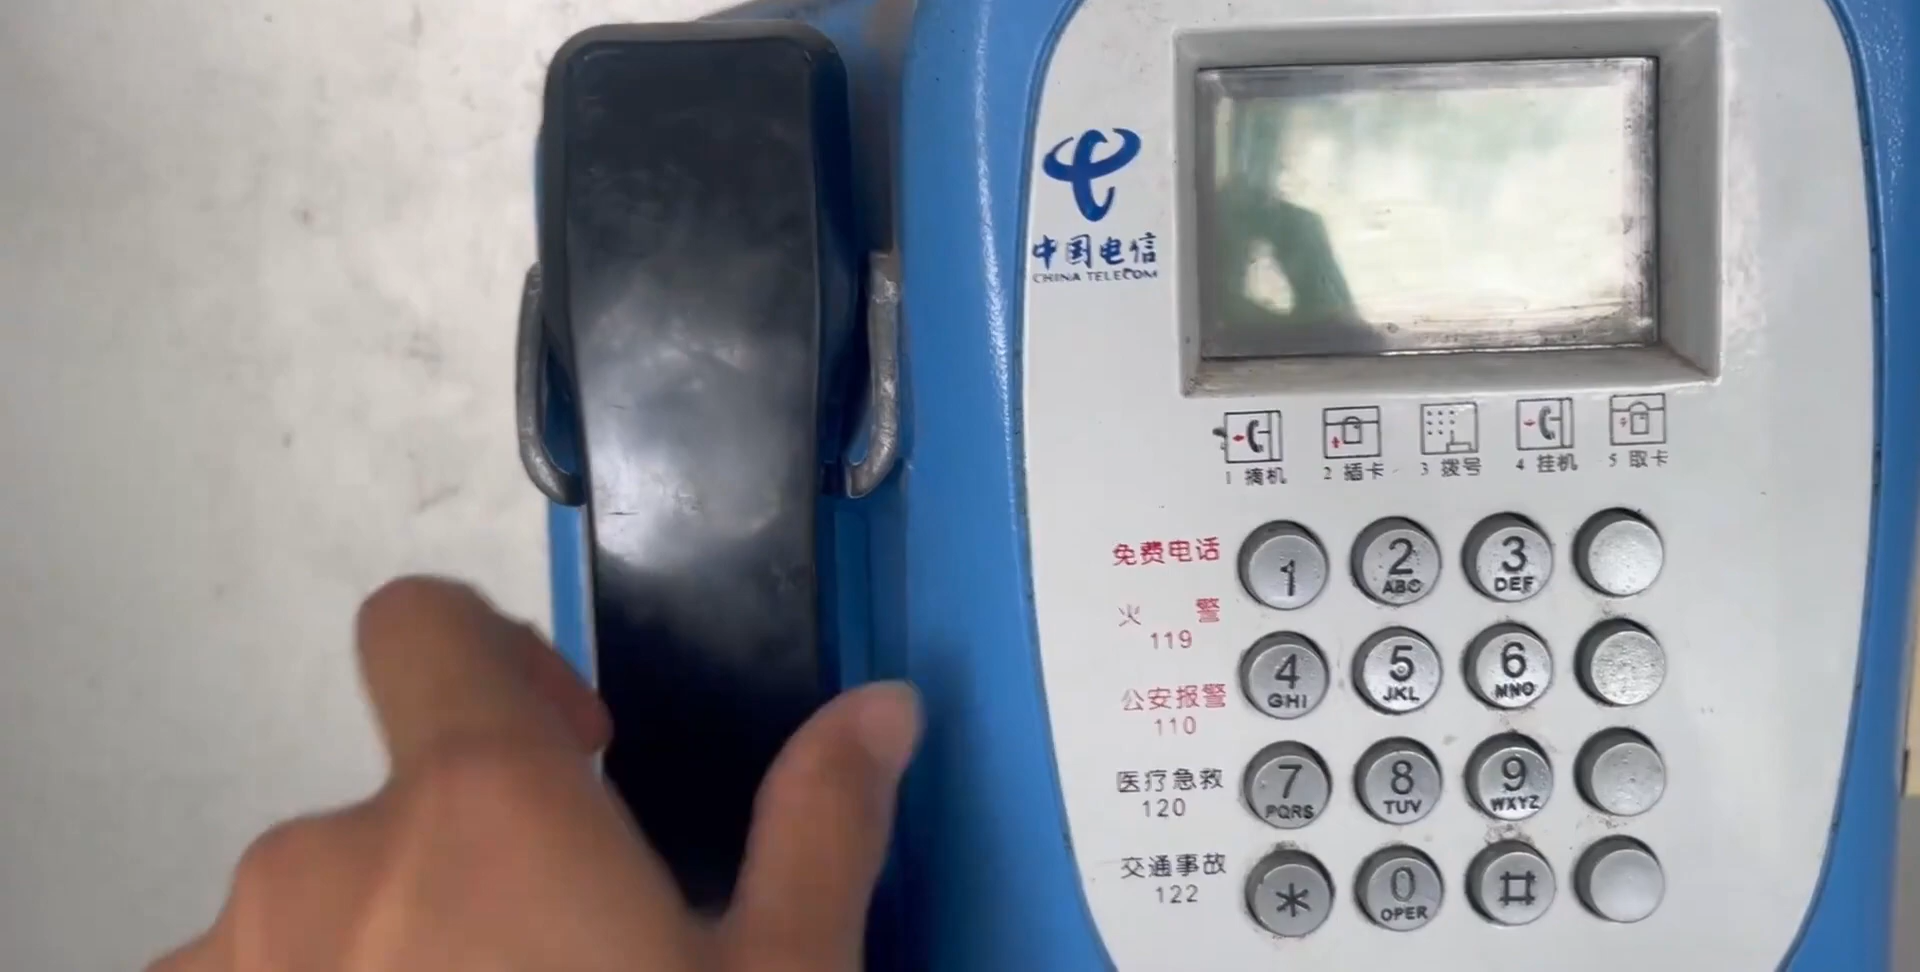 中国电信
CHINA TELECOM
1 摘机 2 插卡 3 拨号 4 挂机 5 取卡
免费电话
火 警
119
公安报警
110
医疗急救
120
交通事故
122
1 2 3
ABC DEF
4 5 6
GHI JKL MNO
7 8 9
PQRS TUV WXYZ
* 0 #
OPER